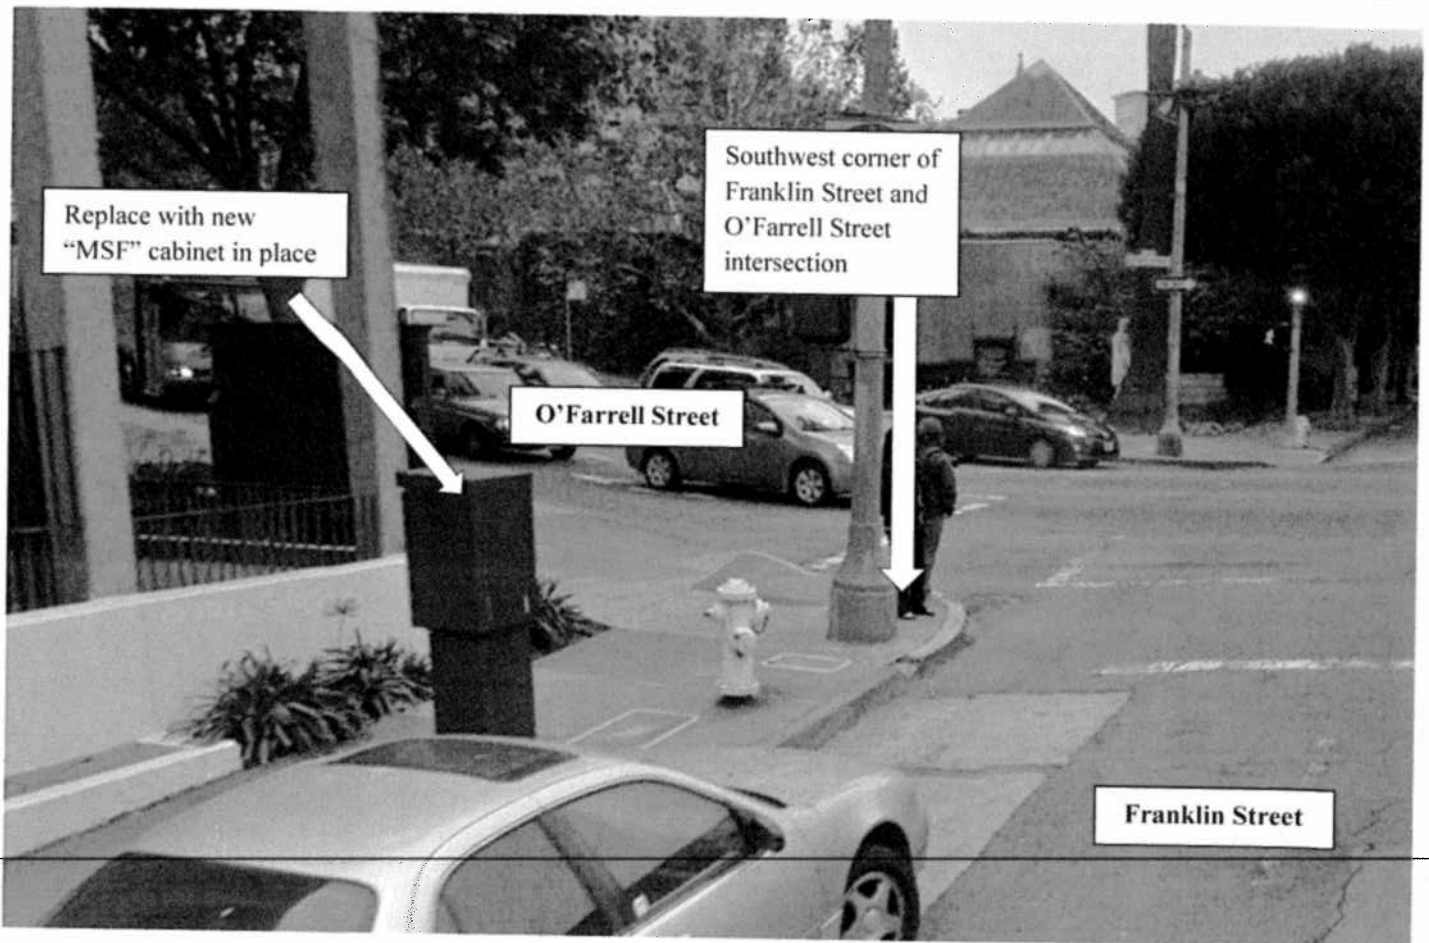 Replace with new
“MSF” cabinet in place
Southwest corner of
Franklin Street and
O’Farrell Street
intersection
O’Farrell Street
Franklin Street